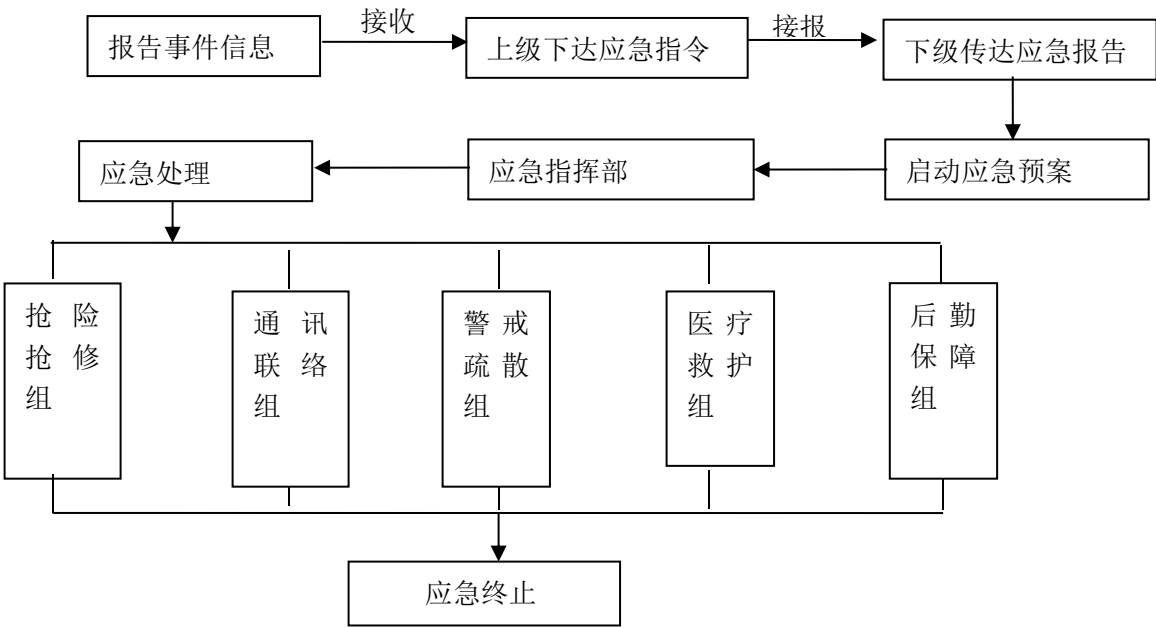 报告事件信息
接收
上级下达应急指令
接报
下级传达应急报告
应急处理
应急指挥部
启动应急预案
抢险
抢修
组
通讯
联络
组
警戒
疏散
组
医疗
救护
组
后勤
保障
组
应急终止